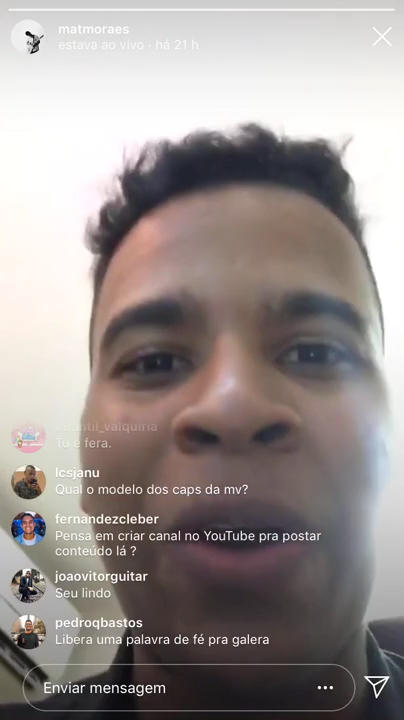 matmoraes
estava ao vivo · há 21 h
infantil_valquiria
Tu é fera.
lcsjanu
Qual o modelo dos caps da mv?
fernandezcleber
Pensa em criar canal no YouTube pra postar
conteúdo lá ?
joaovitorguitar
Seu lindo
pedroqbastos
Libera uma palavra de fé pra galera
Enviar mensagem